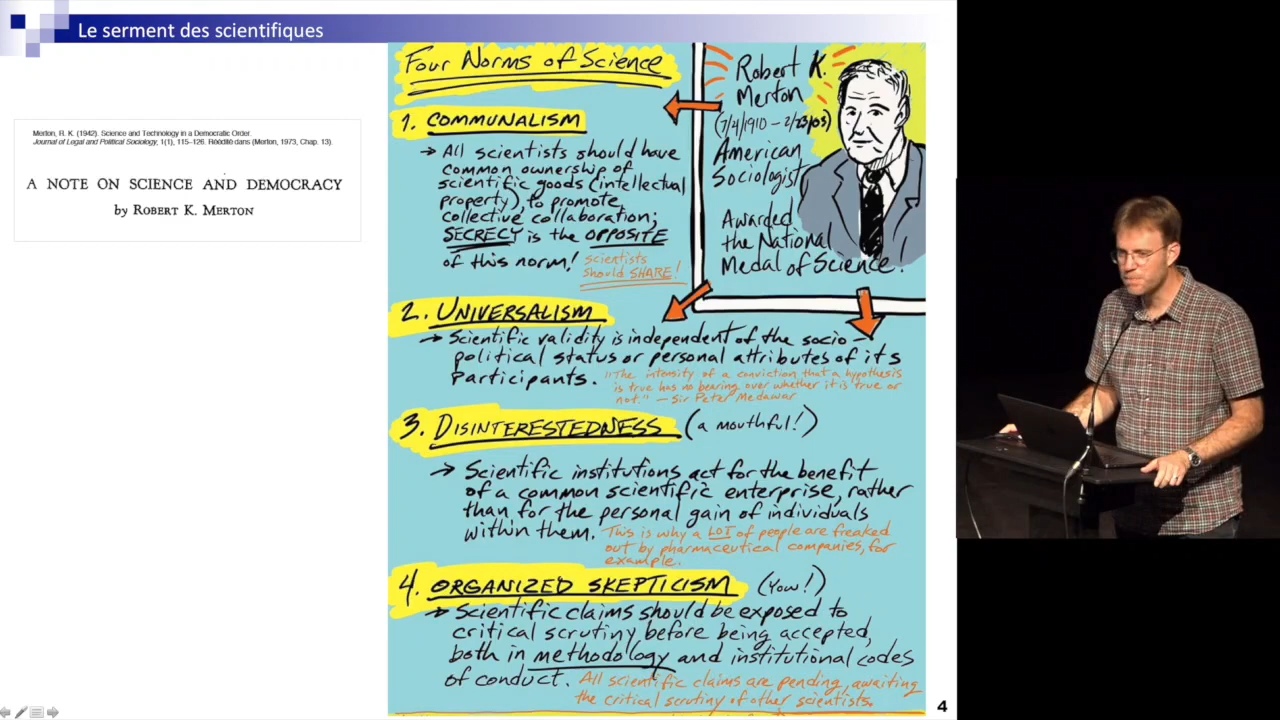 Le serment des scientifiques
Merton, R. K. (1942). Science and Technology in a Democratic Order.
Journal of Legal and Political Sociology, 1(1), 115–126. Réédité dans (Merton, 1973, Chap. 13).
A NOTE ON SCIENCE AND DEMOCRACY
by ROBERT K. MERTON
Four Norms of Science
1. COMMUNALISM
→ All scientists should have
common ownership of
scientific goods (intellectual
property), to promote
collective collaboration;
SECRECY is the OPPOSITE
of this norm!
scientists
should SHARE!
Robert K.
Merton
(7/4/1910 – 2/23/03)
American
Sociologist
Awarded
the National
Medal of Science!
2. UNIVERSALISM
→ Scientific validity is independent of the socio-
political status or personal attributes of its
participants.
"The intensity of a conviction that a hypothesis
is true has no bearing over whether it is true or
not." – Sir Peter Medawar
3. DISINTERESTEDNESS (a mouthful!)
→ Scientific institutions act for the benefit
of a common scientific enterprise, rather
than for the personal gain of individuals
within them.
This is why a LOT of people are freaked
out by pharmaceutical companies, for
example.
4. ORGANIZED SKEPTICISM (Yow!)
→ Scientific claims should be exposed to
critical scrutiny before being accepted,
both in methodology and institutional codes
of conduct.
All scientific claims are pending, awaiting
the critical scrutiny of other scientists.
4